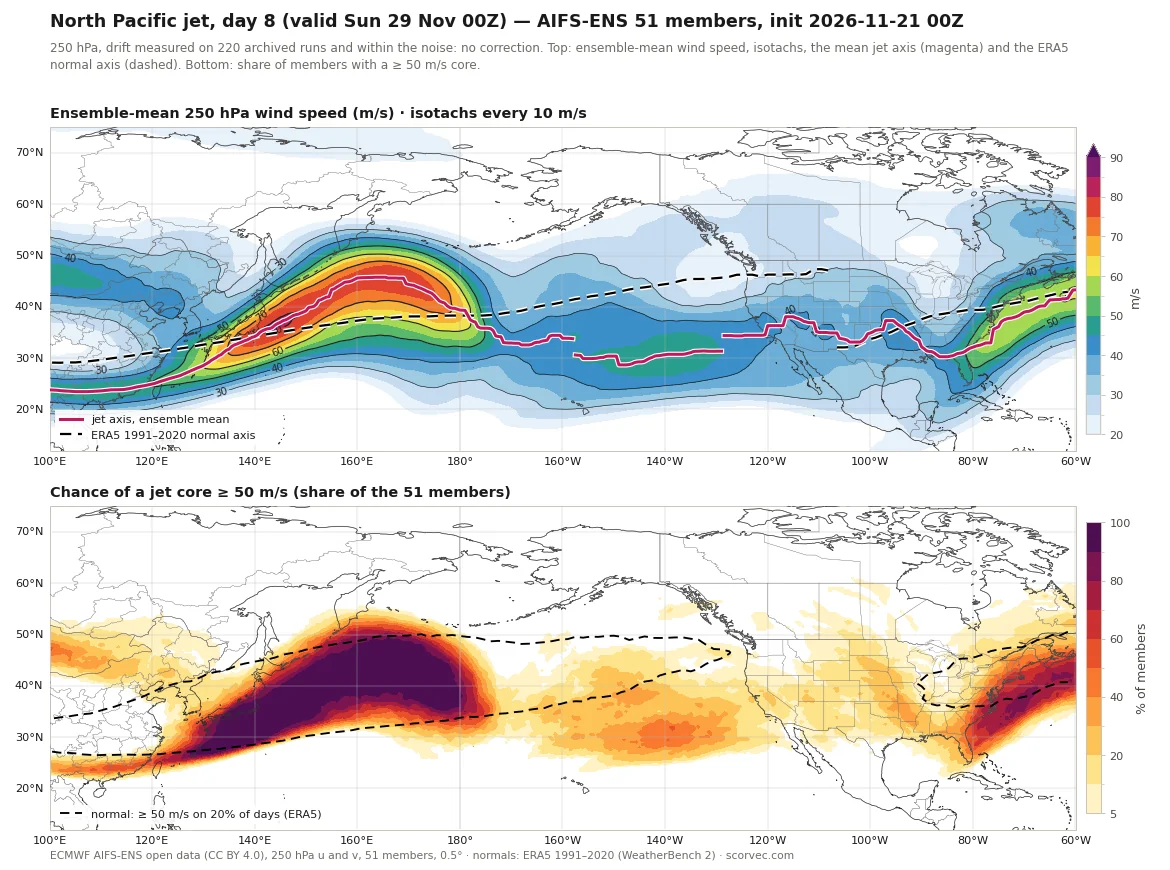 North Pacific jet, day 8 (valid Sun 29 Nov 00Z) — AIFS-ENS 51 members, init 2026-11-21 00Z
250 hPa, drift measured on 220 archived runs and within the noise: no correction. Top: ensemble-mean wind speed, isotachs, the mean jet axis (magenta) and the ERA5
normal axis (dashed). Bottom: share of members with a ≥ 50 m/s core.
Ensemble-mean 250 hPa wind speed (m/s) · isotachs every 10 m/s
70°N
60°N
50°N
40°N
30°N
20°N
40
30
30
50
70
60
40
30
40
40
50
jet axis, ensemble mean
ERA5 1991–2020 normal axis
100°E 120°E 140°E 160°E 180° 160°W 140°W 120°W 100°W 80°W 60°W
90
80
70
60
50
40
30
20
m/s
Chance of a jet core ≥ 50 m/s (share of the 51 members)
70°N
60°N
50°N
40°N
30°N
20°N
normal: ≥ 50 m/s on 20% of days (ERA5)
100°E 120°E 140°E 160°E 180° 160°W 140°W 120°W 100°W 80°W 60°W
100
80
60
40
20
5
% of members
ECMWF AIFS-ENS open data (CC BY 4.0), 250 hPa u and v, 51 members, 0.5° · normals: ERA5 1991–2020 (WeatherBench 2) · scorvec.com